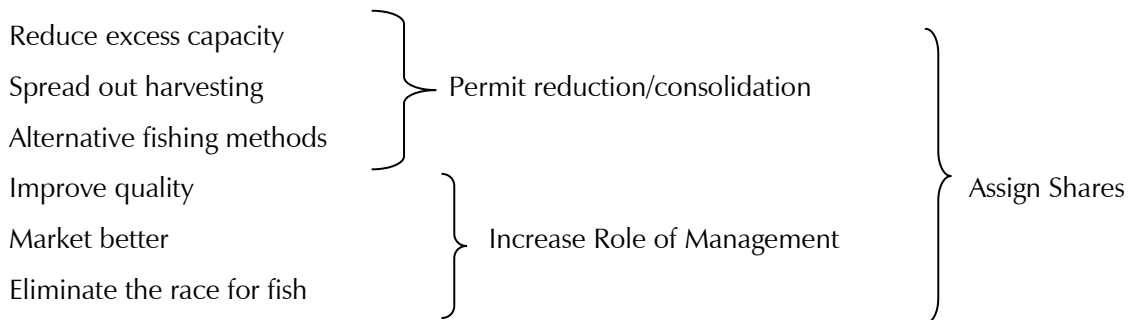 Reduce excess capacity
Spread out harvesting
Permit reduction/consolidation
Alternative fishing methods
Improve quality
Assign Shares
Market better
Increase Role of Management
Eliminate the race for fish